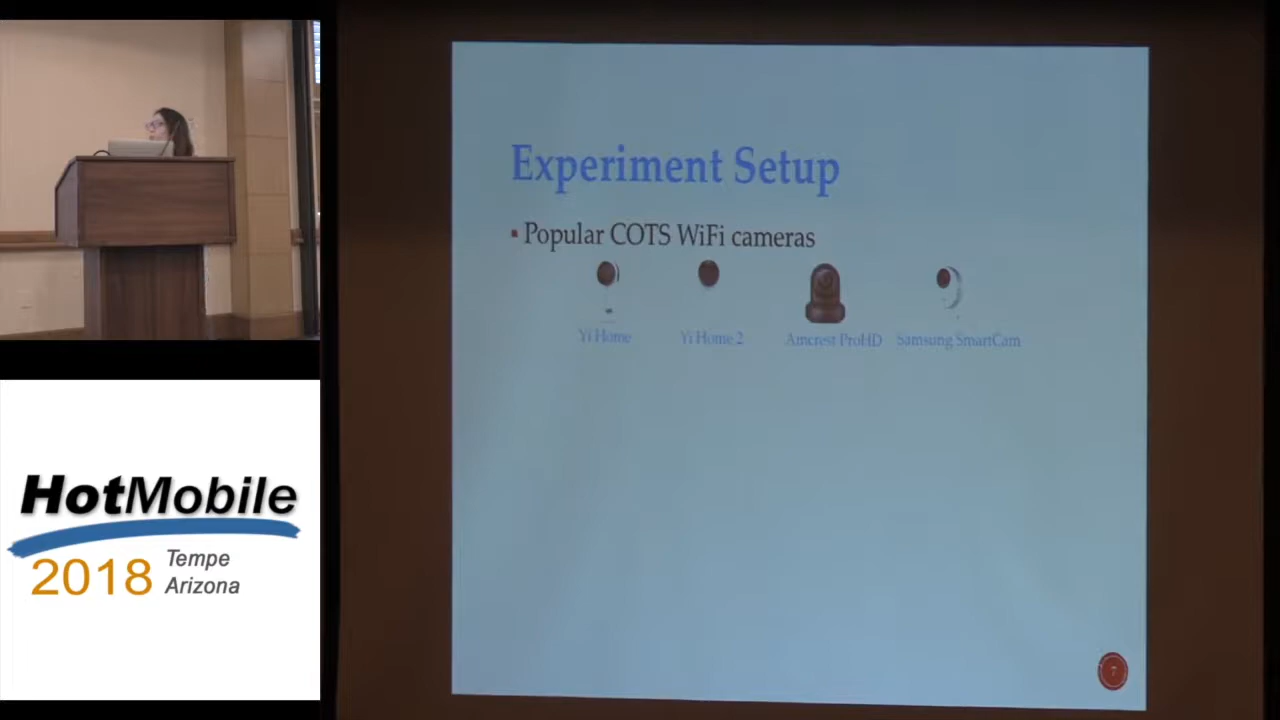 Experiment Setup
▪ Popular COTS WiFi cameras
Yi Home
Yi Home 2
Amcrest ProHD
Samsung SmartCam
7
HotMobile
2018
Tempe
Arizona